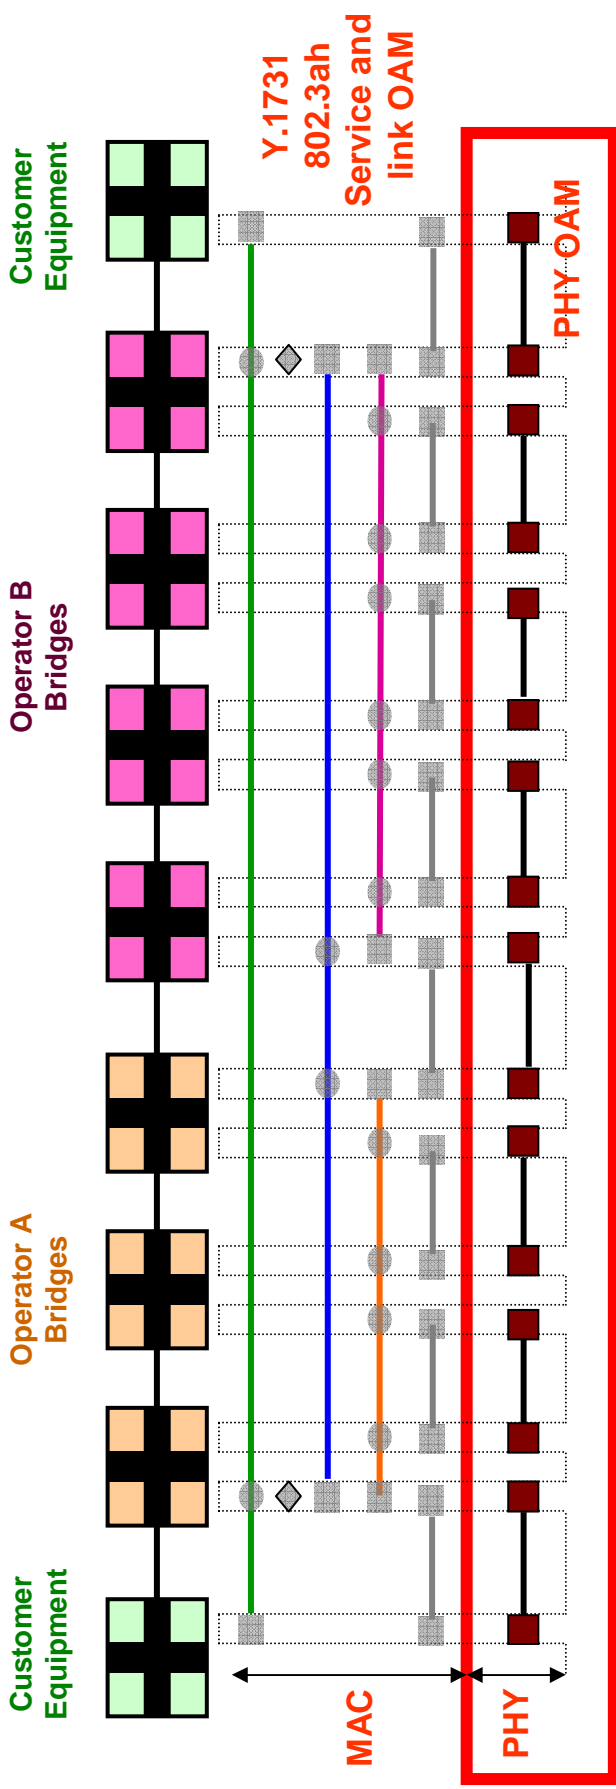 Customer
Equipment
Operator A
Bridges
Operator B
Bridges
Customer
Equipment
Y.1731
802.3ah
Service and
link OAM
MAC
PHY
PHY OAM